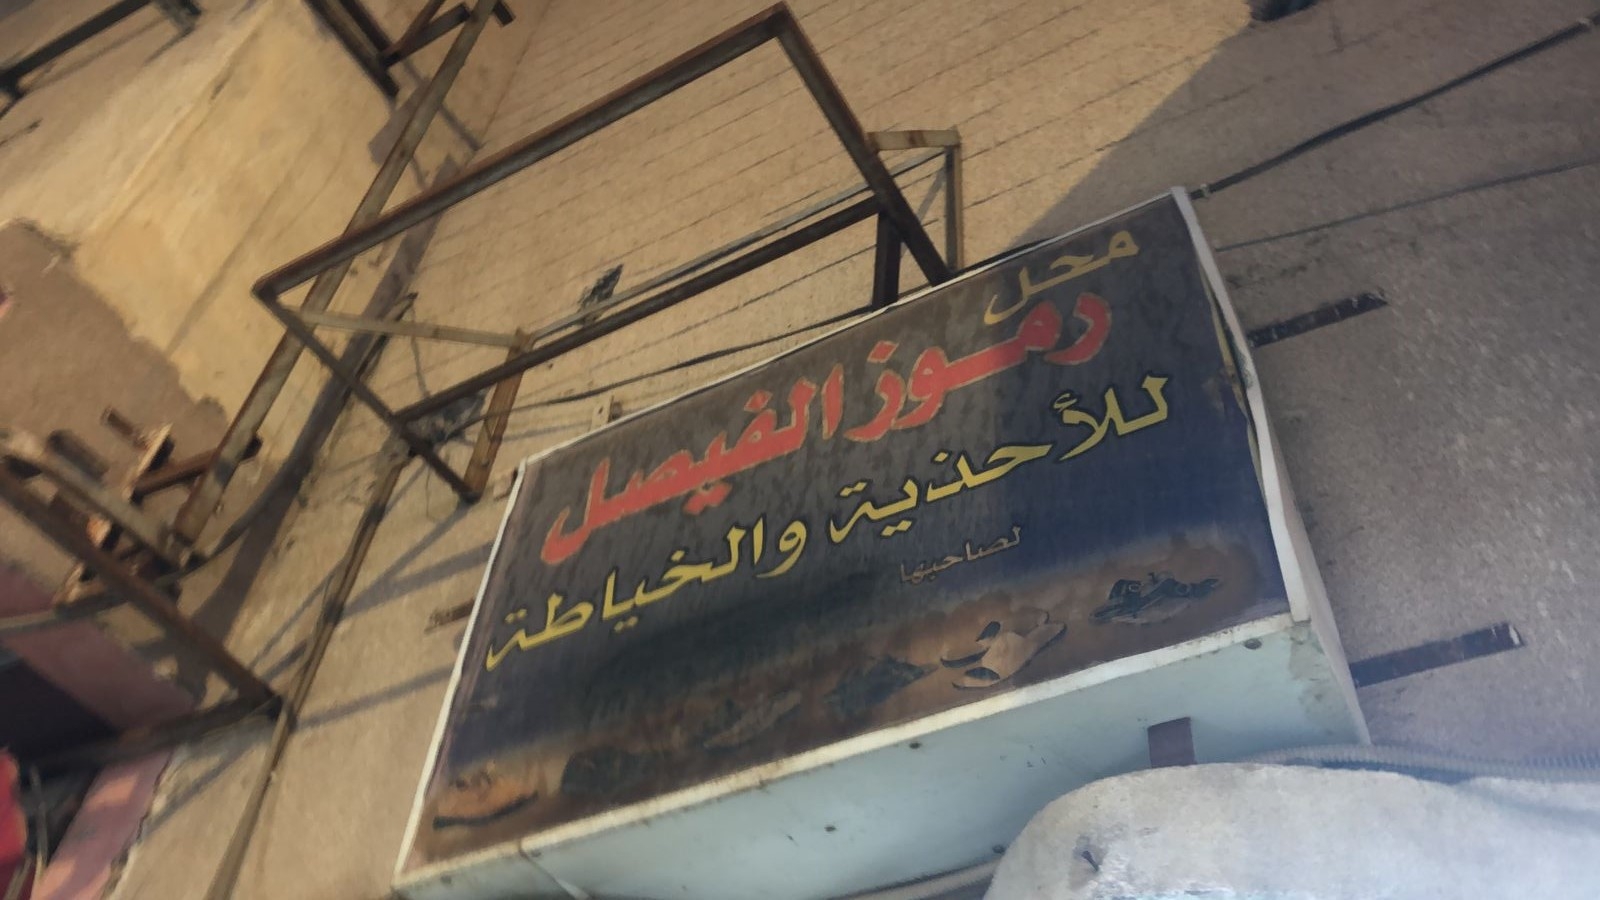 محل
رموز الفيصل
للأحذية والخياطة
لصاحبها